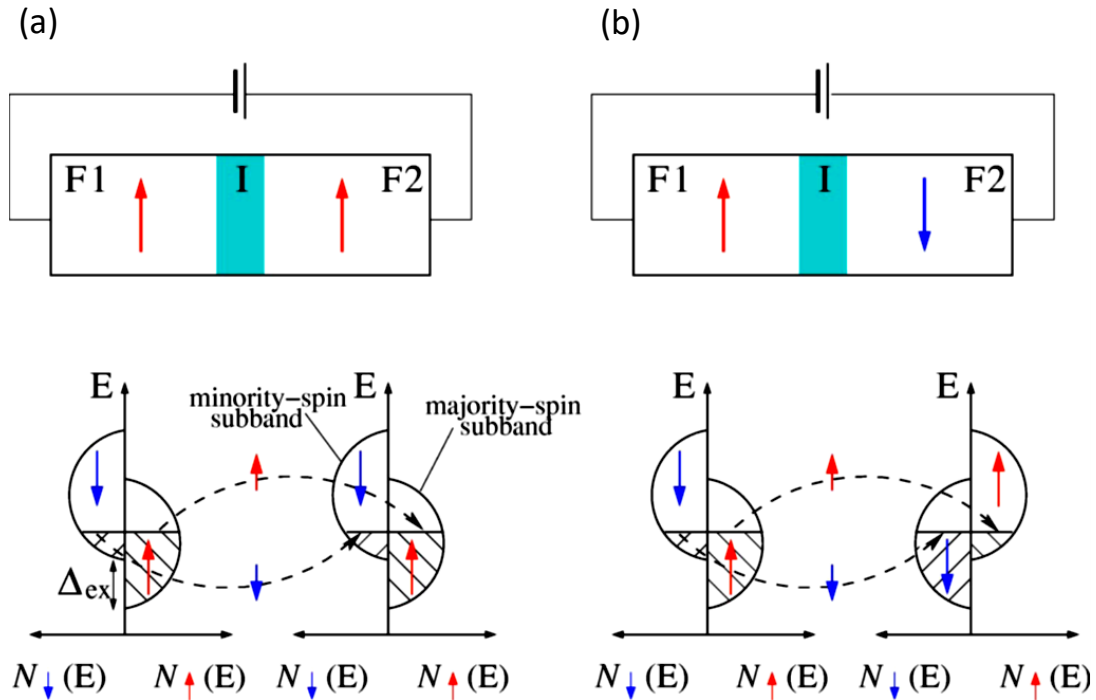 (a)
(b)
F1 I F2
F1 I F2
E
minority-spin
subband
E
majority-spin
subband
E
E
Δex
N↓(E) N↑(E) N↓(E) N↑(E)
N↓(E) N↑(E) N↓(E) N↑(E)